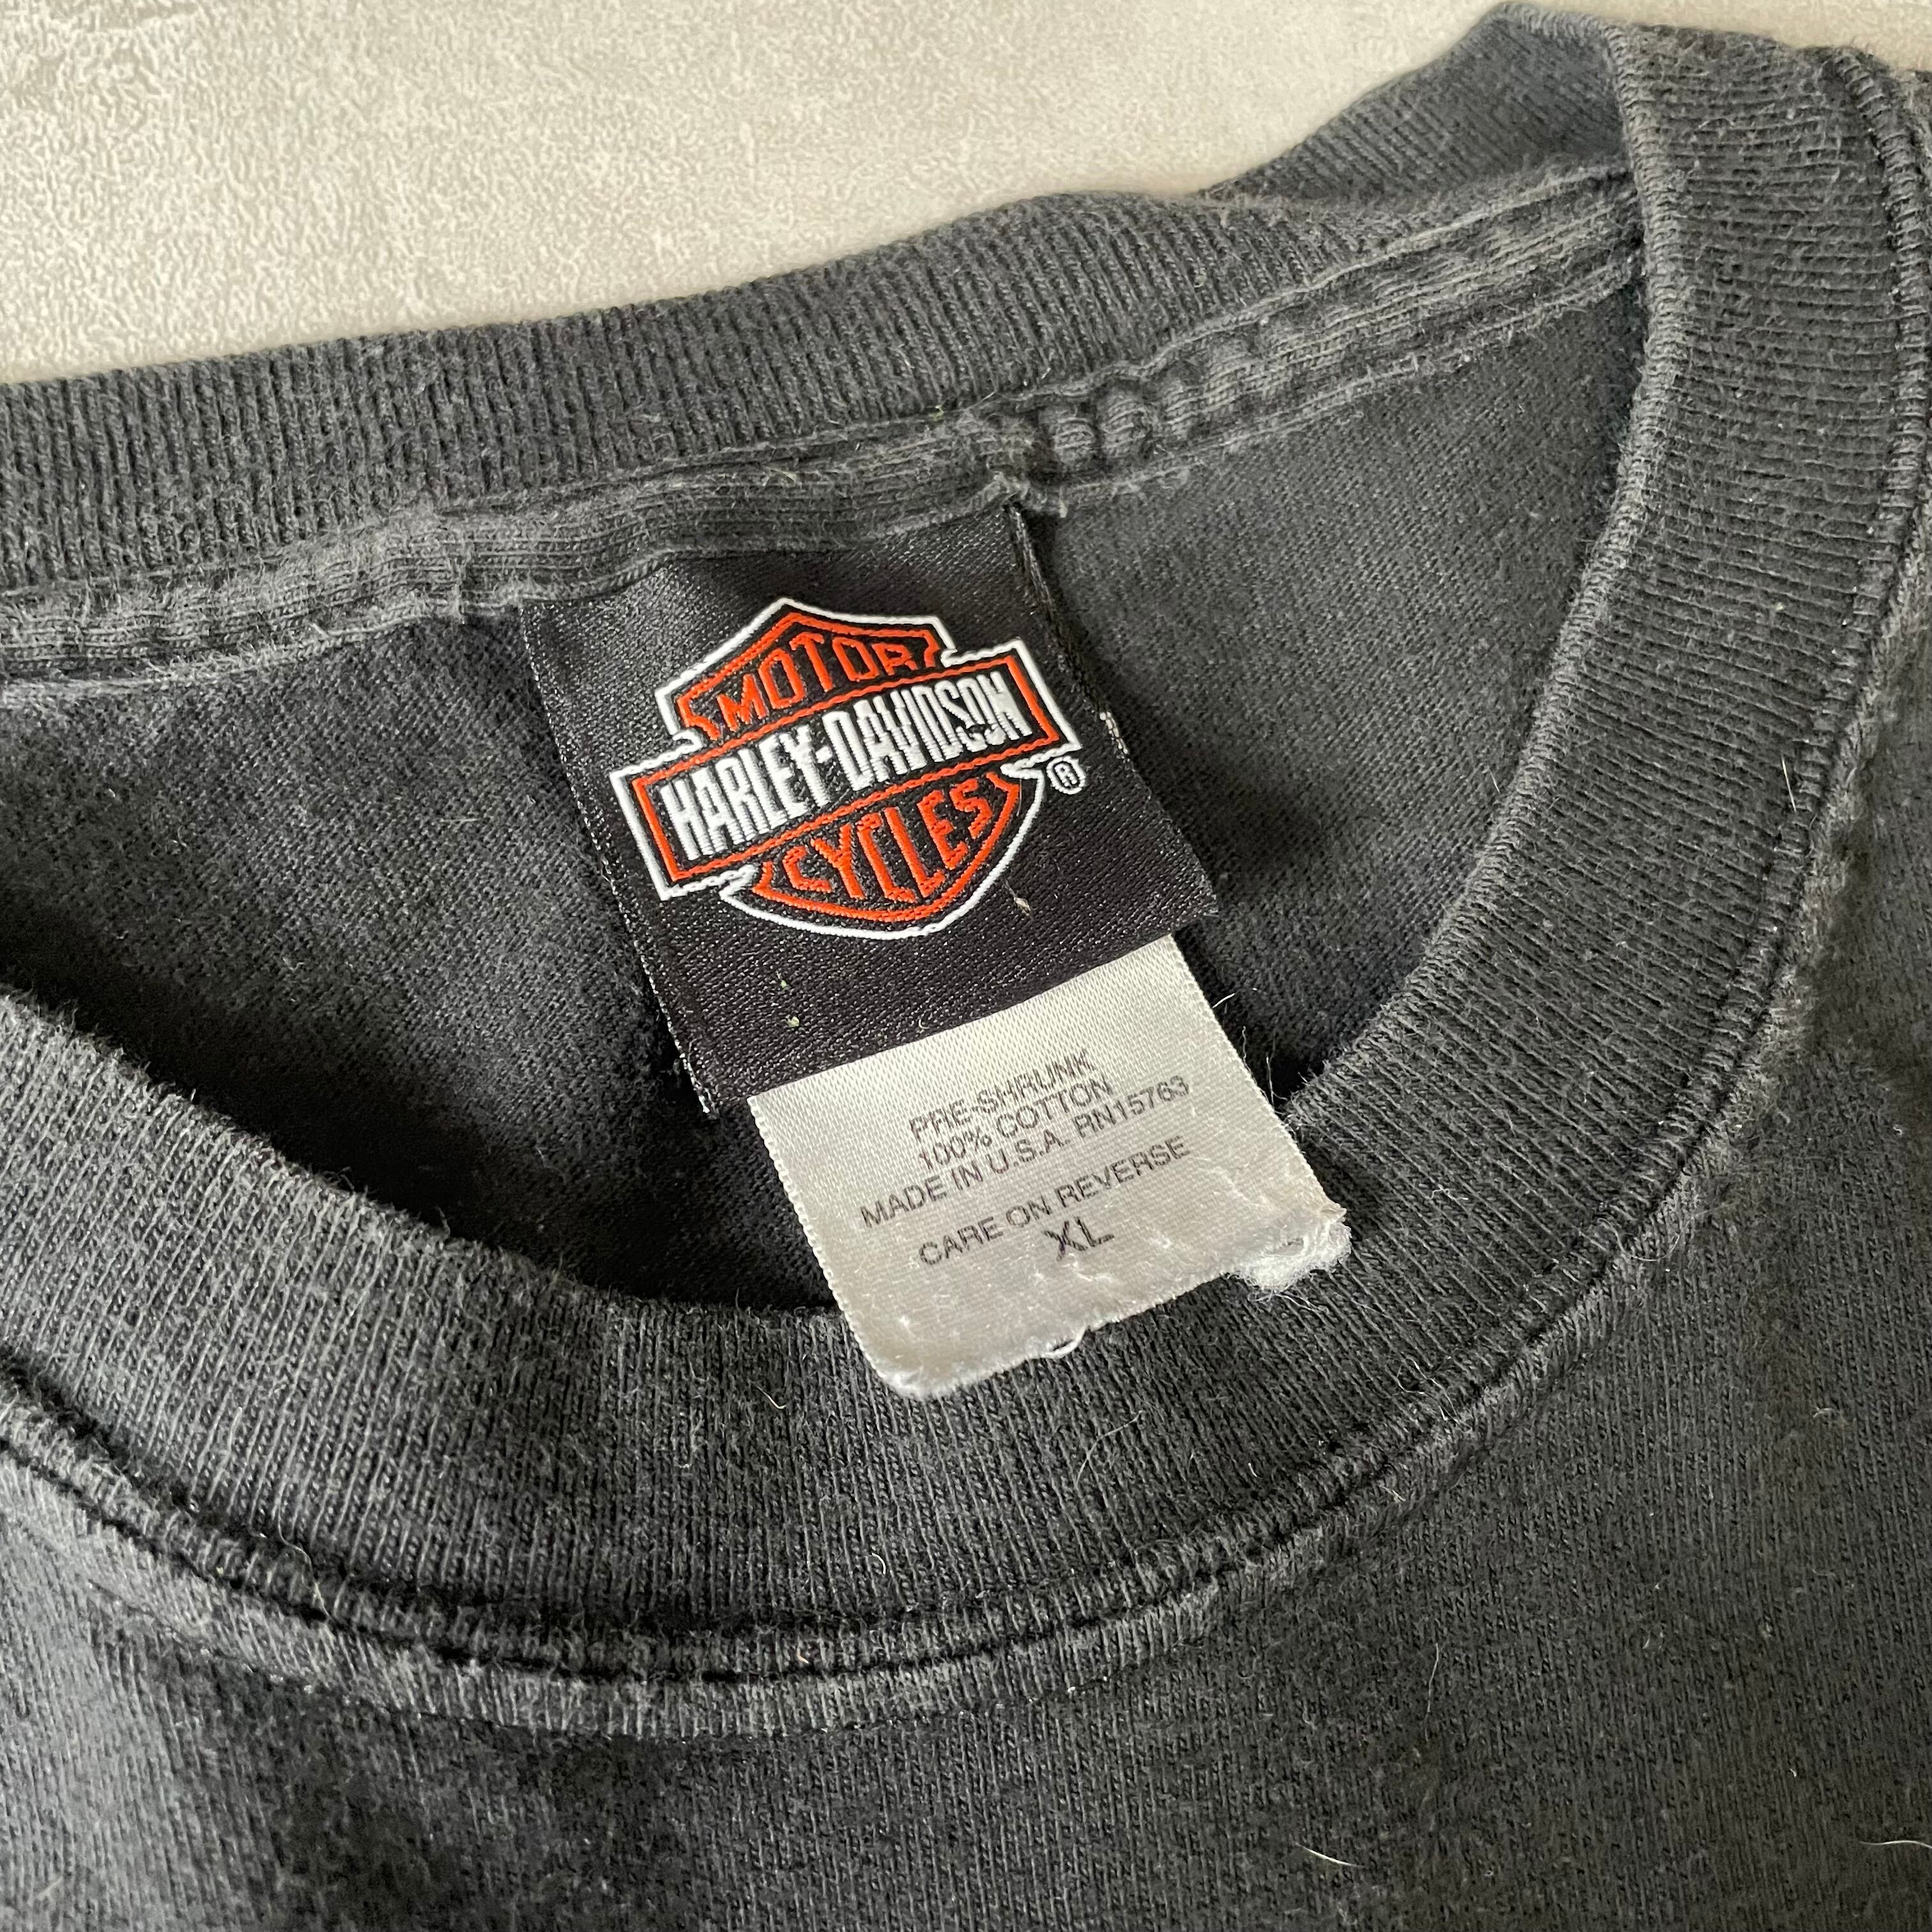 MOTOR
HARLEY-DAVIDSON
CYCLES
®
PRE-SHRUNK
100% COTTON
MADE IN U.S.A. RN15763
CARE ON REVERSE
XL